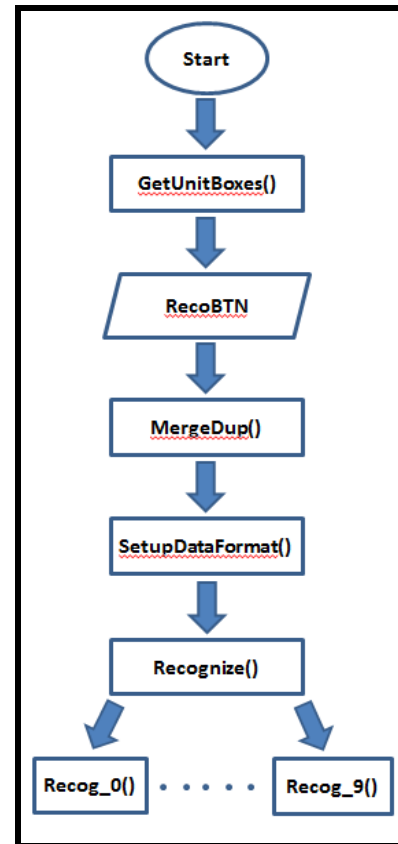 Start
GetUnitBoxes()
RecoBTN
MergeDup()
SetupDataFormat()
Recognize()
Recog_0() . . . . . Recog_9()